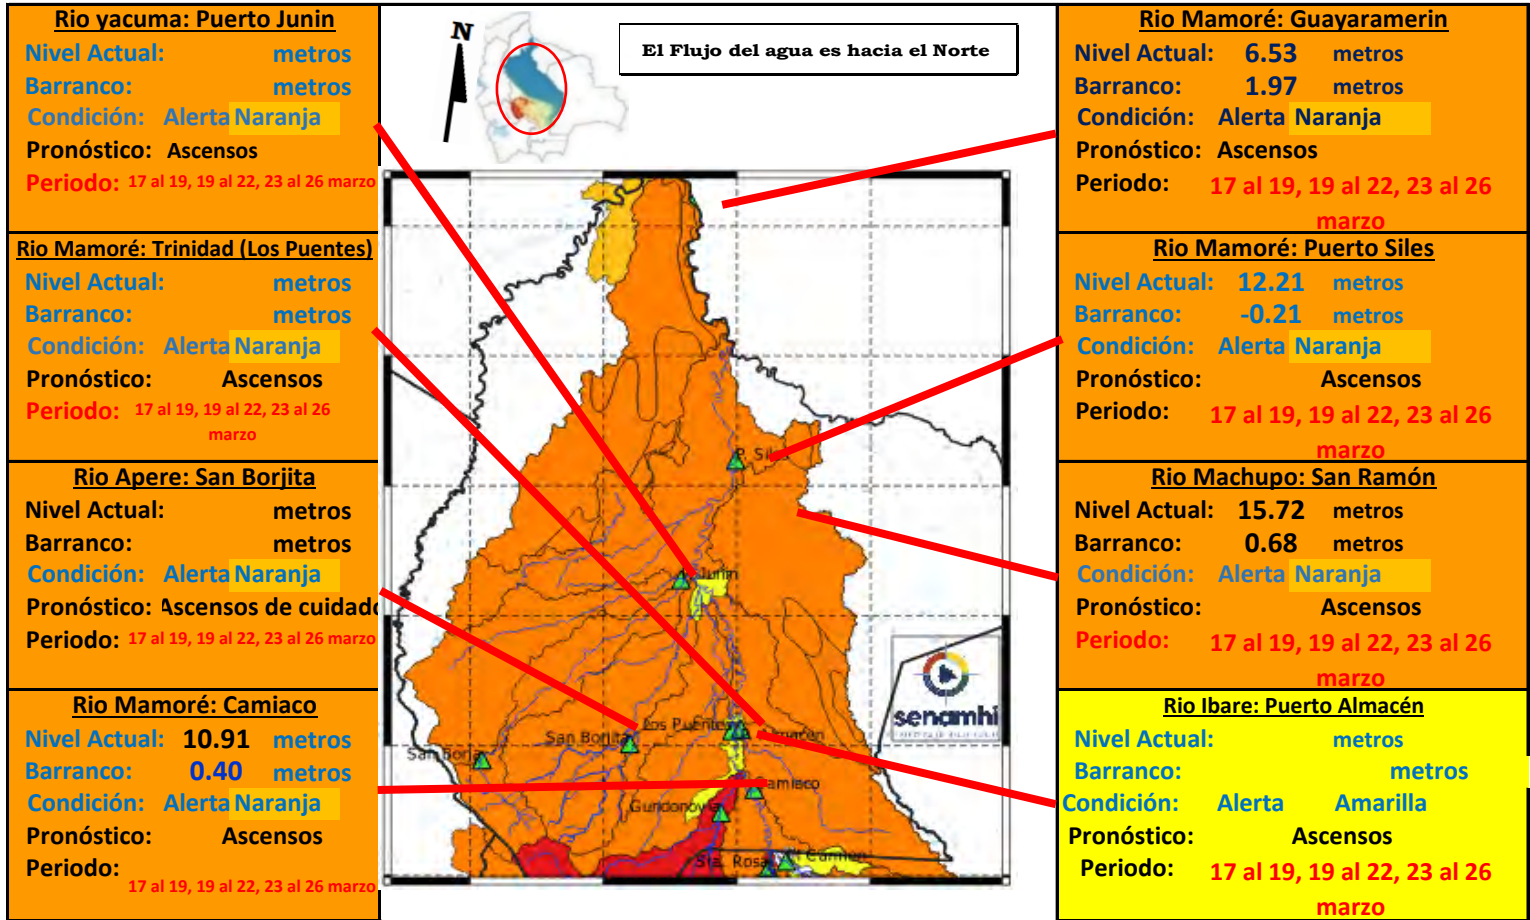 Rio yacuma: Puerto Junin
Nivel Actual: metros
Barranco: metros
Condición: Alerta Naranja
Pronóstico: Ascensos
Periodo: 17 al 19, 19 al 22, 23 al 26 marzo
Rio Mamoré: Trinidad (Los Puentes)
Nivel Actual: metros
Barranco: metros
Condición: Alerta Naranja
Pronóstico: Ascensos
Periodo: 17 al 19, 19 al 22, 23 al 26
marzo
Rio Apere: San Borjita
Nivel Actual: metros
Barranco: metros
Condición: Alerta Naranja
Pronóstico: Ascensos de cuidado
Periodo: 17 al 19, 19 al 22, 23 al 26 marzo
Rio Mamoré: Camiaco
Nivel Actual: 10.91 metros
Barranco: 0.40 metros
Condición: Alerta Naranja
Pronóstico: Ascensos
Periodo:
17 al 19, 19 al 22, 23 al 26 marzo
N
El Flujo del agua es hacia el Norte
P. Siles
Junin
Los Puentes
San Borjita
San Borja
Camiaco
Sta. Rosa
El Carmen
senamhi
Rio Mamoré: Guayaramerin
Nivel Actual: 6.53 metros
Barranco: 1.97 metros
Condición: Alerta Naranja
Pronóstico: Ascensos
Periodo: 17 al 19, 19 al 22, 23 al 26
marzo
Rio Mamoré: Puerto Siles
Nivel Actual: 12.21 metros
Barranco: -0.21 metros
Condición: Alerta Naranja
Pronóstico: Ascensos
Periodo: 17 al 19, 19 al 22, 23 al 26
marzo
Rio Machupo: San Ramón
Nivel Actual: 15.72 metros
Barranco: 0.68 metros
Condición: Alerta Naranja
Pronóstico: Ascensos
Periodo: 17 al 19, 19 al 22, 23 al 26
marzo
Rio Ibare: Puerto Almacén
Nivel Actual: metros
Barranco: metros
Condición: Alerta Amarilla
Pronóstico: Ascensos
Periodo: 17 al 19, 19 al 22, 23 al 26
marzo